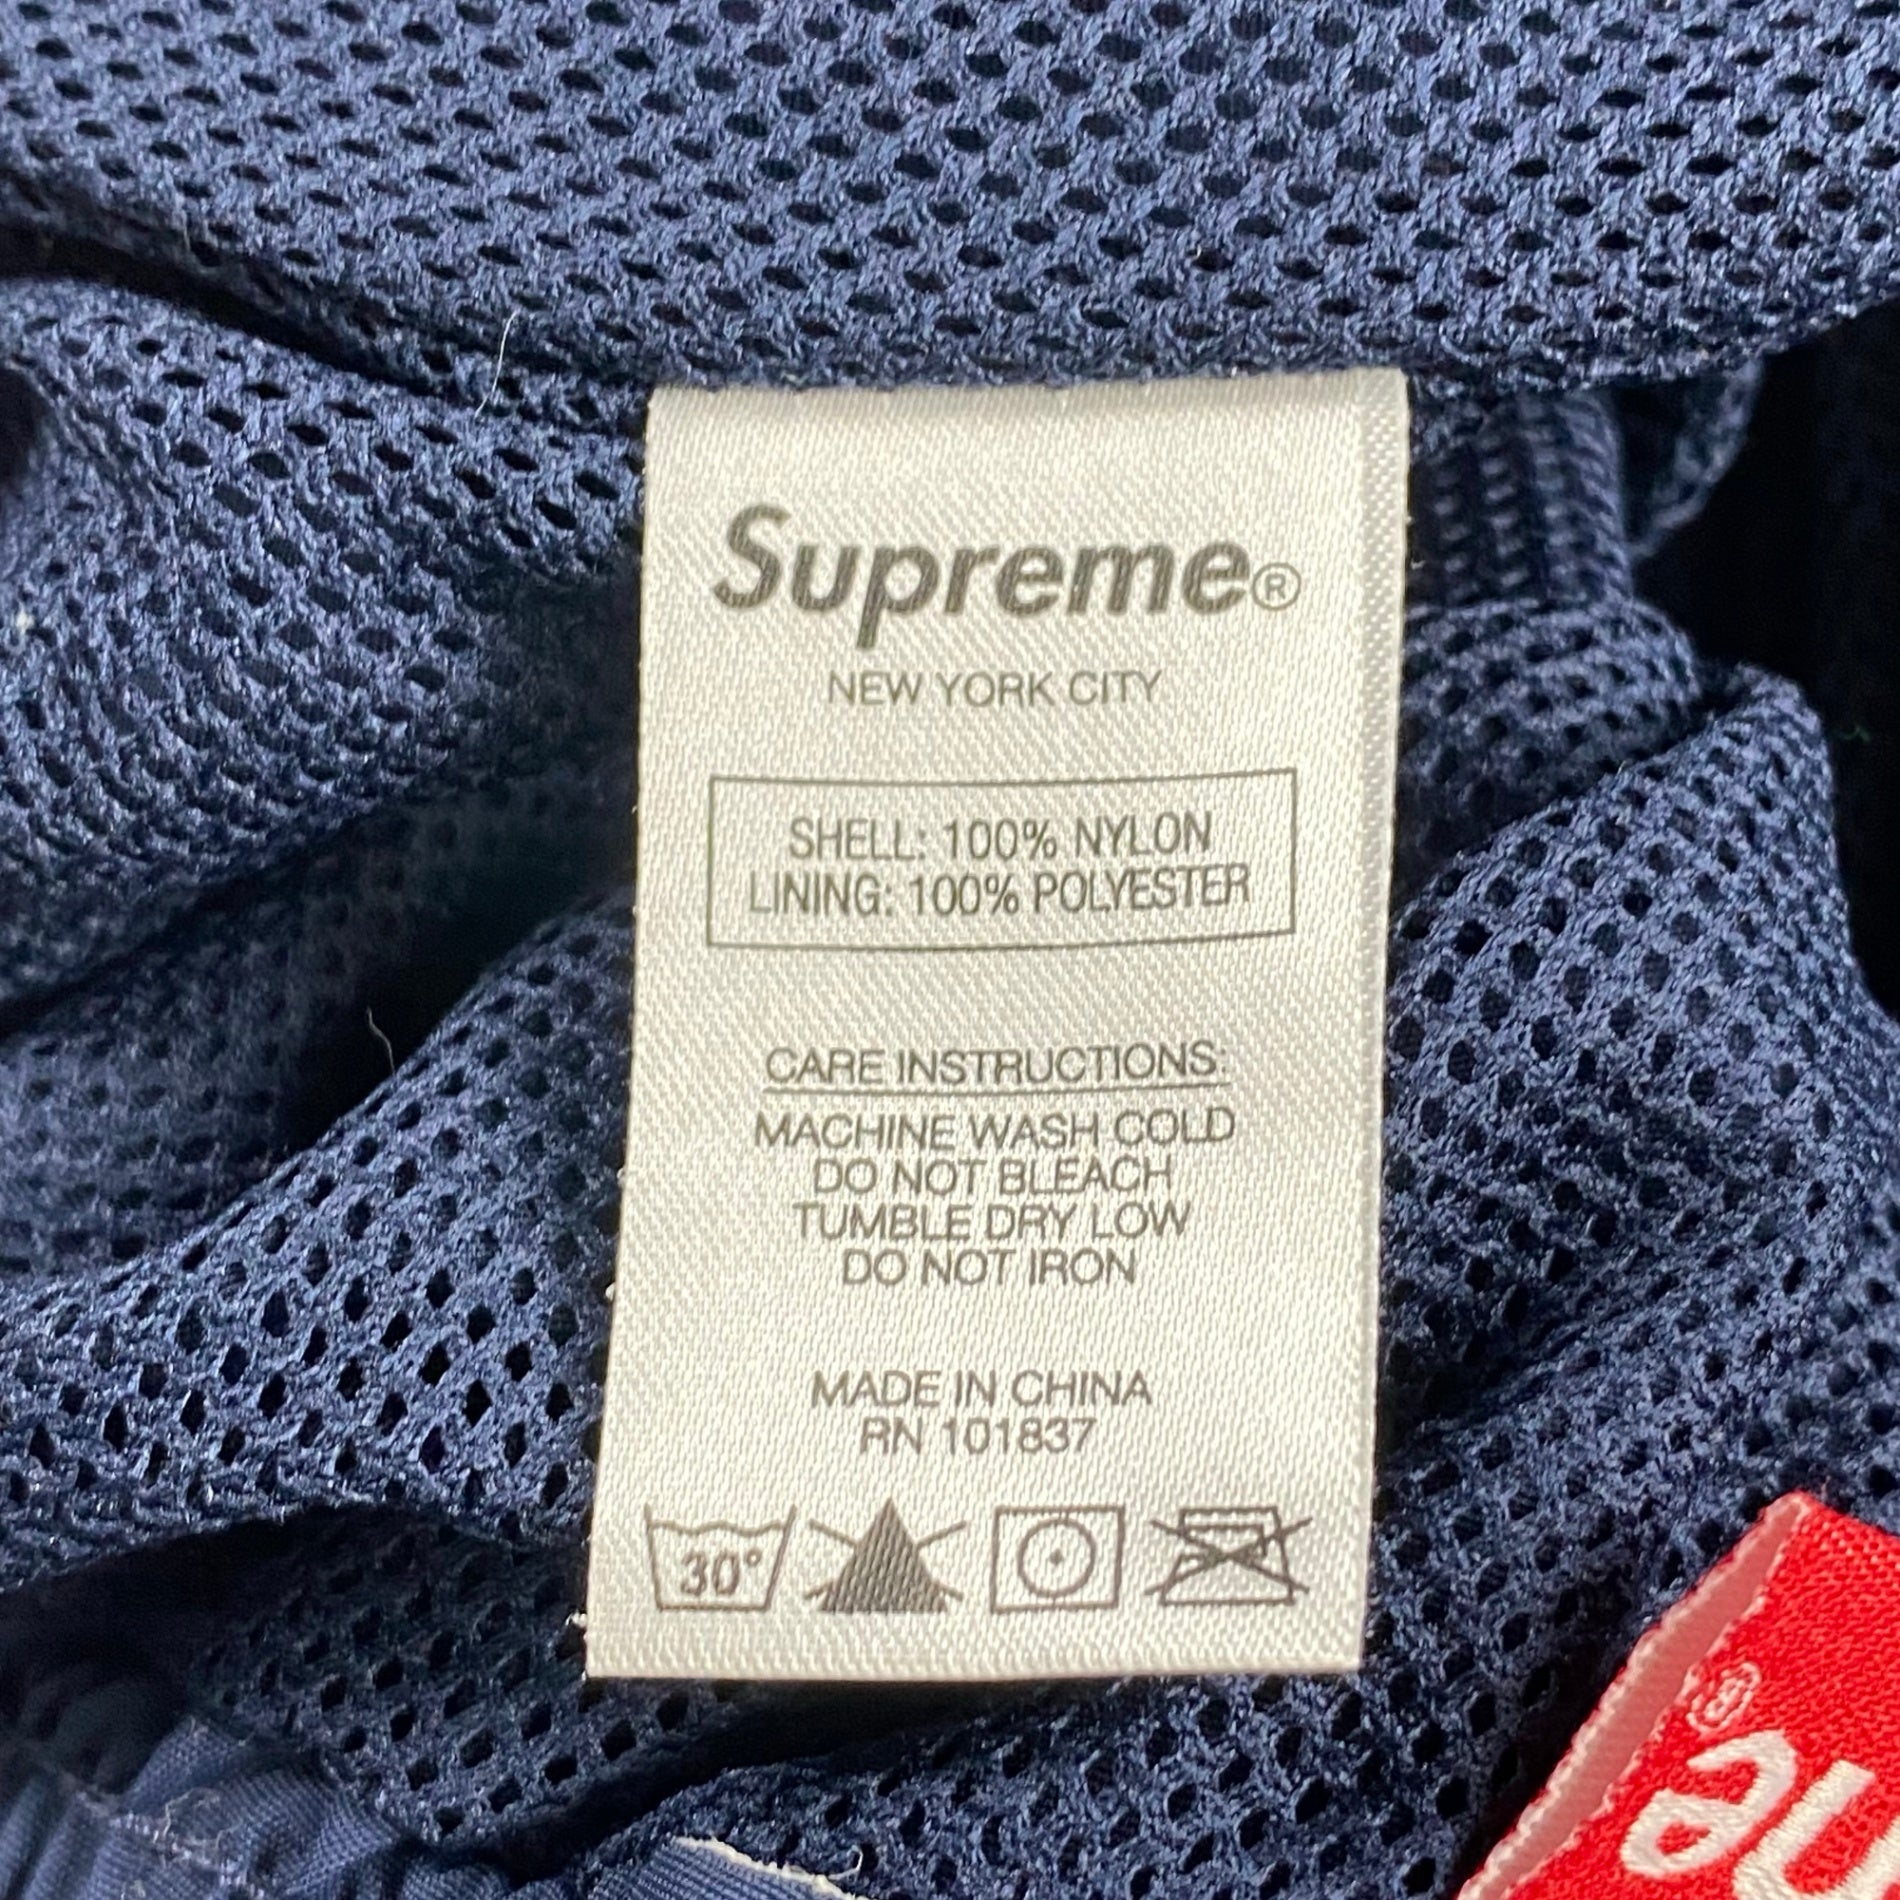 Supreme®
NEW YORK CITY
SHELL: 100% NYLON
LINING: 100% POLYESTER
CARE INSTRUCTIONS:
MACHINE WASH COLD
DO NOT BLEACH
TUMBLE DRY LOW
DO NOT IRON
MADE IN CHINA
RN 101837
30°
me®